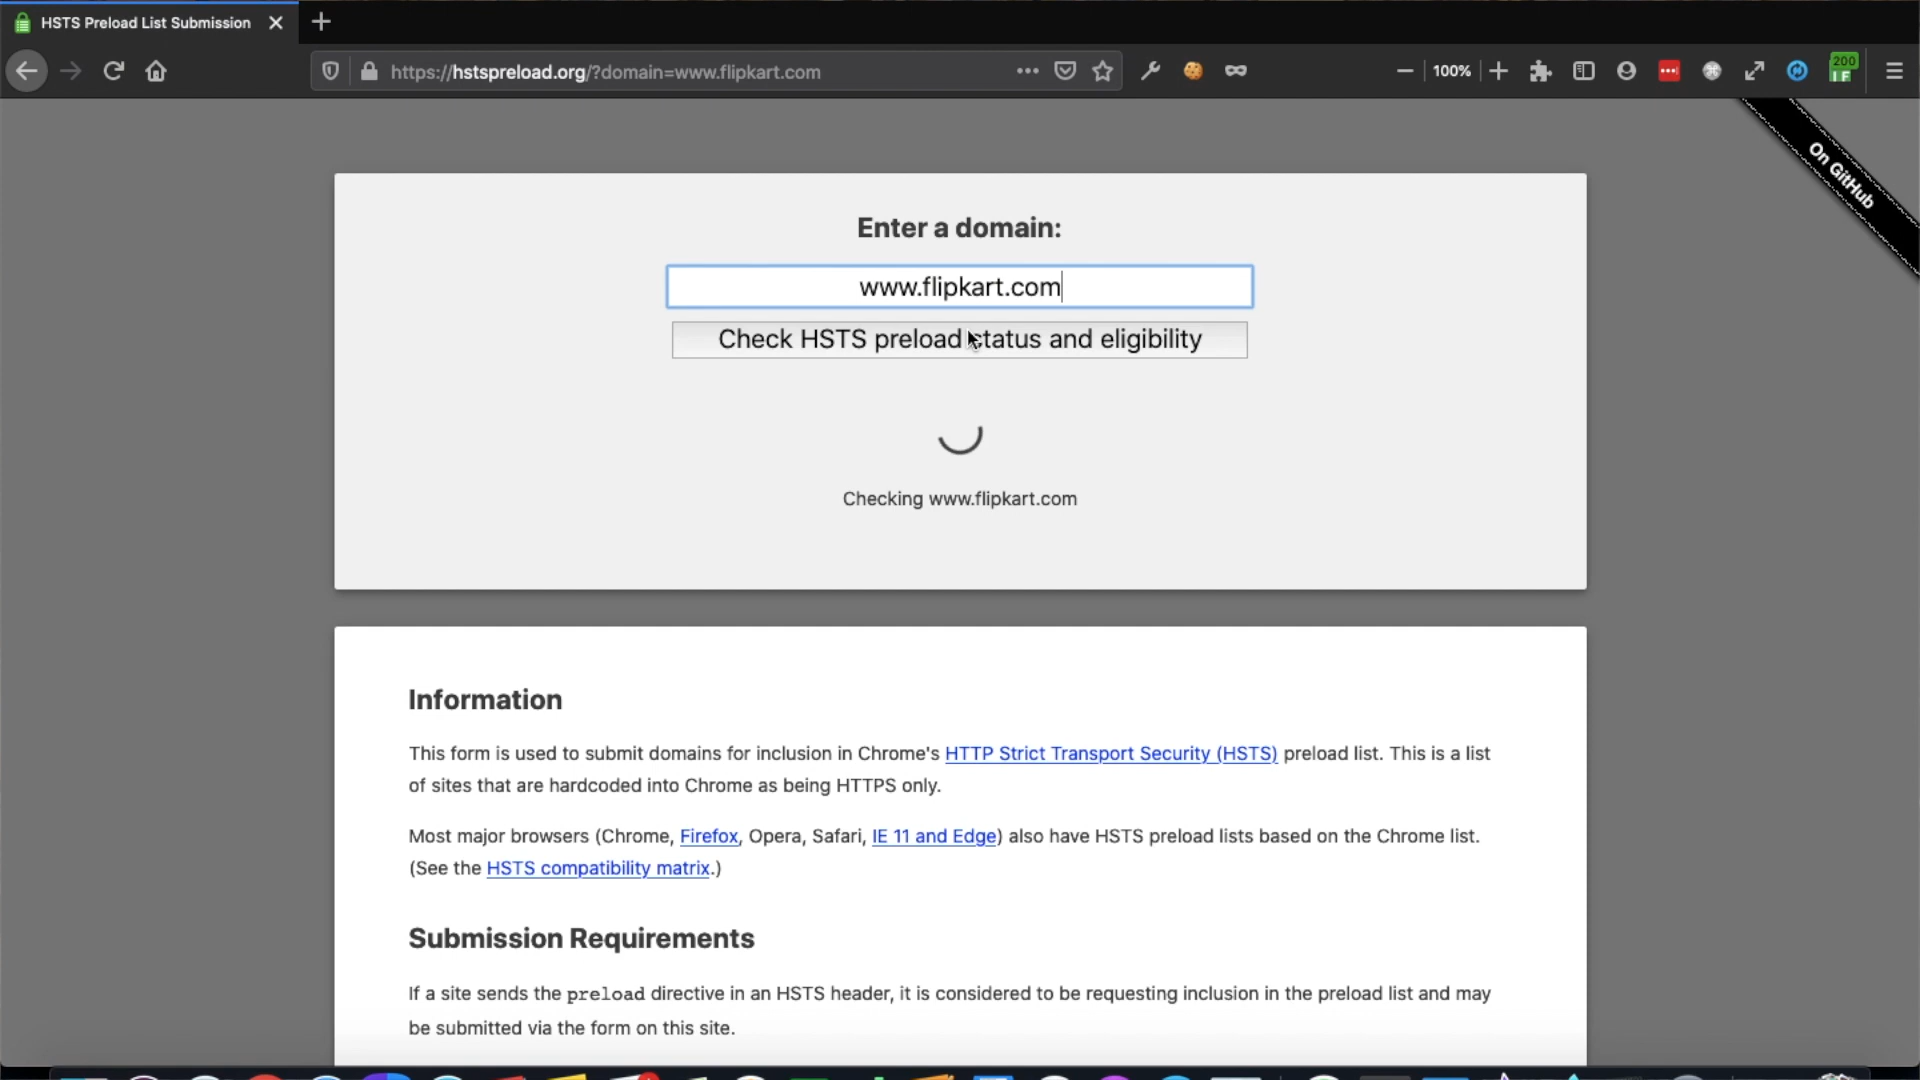 HSTS Preload List Submission
https://hstspreload.org/?domain=www.flipkart.com
100%
200
I F
On GitHub
Enter a domain:
www.flipkart.com
Check HSTS preload status and eligibility
Checking www.flipkart.com
Information
This form is used to submit domains for inclusion in Chrome's HTTP Strict Transport Security (HSTS) preload list. This is a list
of sites that are hardcoded into Chrome as being HTTPS only.
Most major browsers (Chrome, Firefox, Opera, Safari, IE 11 and Edge) also have HSTS preload lists based on the Chrome list.
(See the HSTS compatibility matrix.)
Submission Requirements
If a site sends the preload directive in an HSTS header, it is considered to be requesting inclusion in the preload list and may
be submitted via the form on this site.